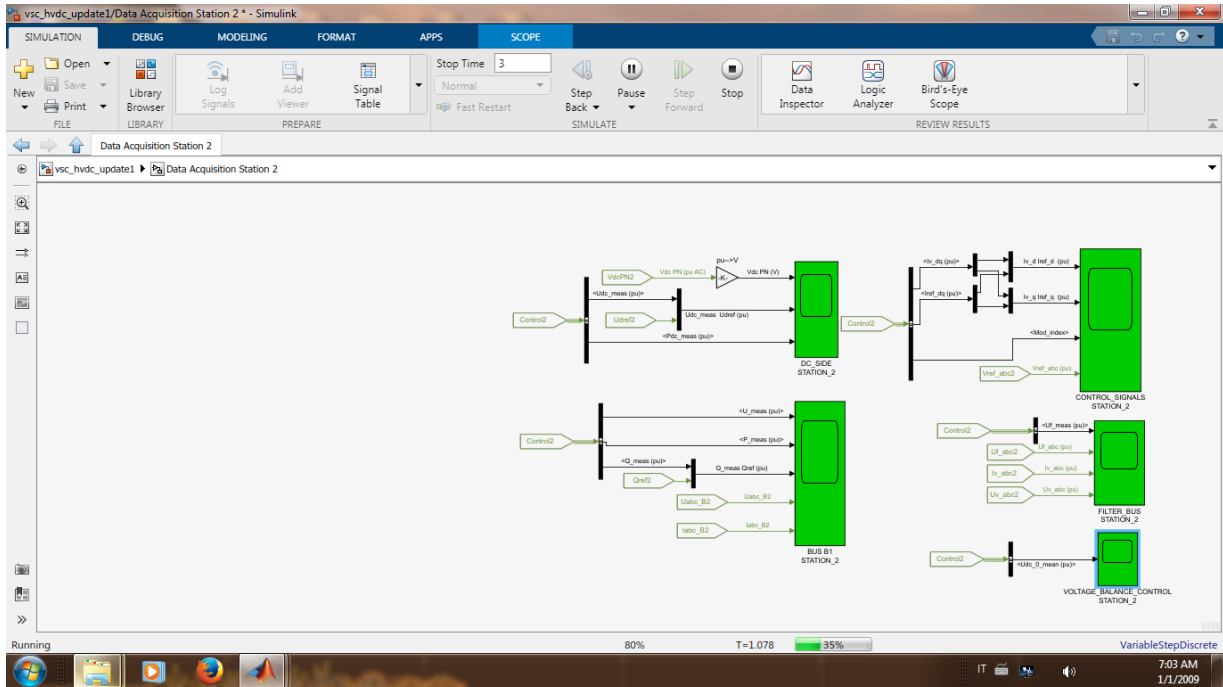 vsc_hvdc_update1/Data Acquisition Station 2 * - Simulink
SIMULATION DEBUG MODELING FORMAT APPS SCOPE
New
Open
Save
Print
FILE
Library
Browser
LIBRARY
Log
Signals
Add
Viewer
Signal
Table
PREPARE
Stop Time 3
Normal
Fast Restart
Step
Back
Pause
Step
Forward
Stop
SIMULATE
Data
Inspector
Logic
Analyzer
Bird's-Eye
Scope
REVIEW RESULTS
Data Acquisition Station 2
vsc_hvdc_update1 Data Acquisition Station 2
pu-->V
VdcPN2
Vdc PN (pu AC)
-K-
Vdc PN (V)
<Udc_meas (pu)>
Control2
Udref2
Udc_meas Udref (pu)
<Pdc_meas (pu)>
DC_SIDE
STATION_2
<Iv_dq (pu)>
Iv_d Iref_d (pu)
<Iref_dq (pu)>
Iv_q Iref_q (pu)
Control2
<Mod_index>
Vref_abc2
Vref_abc (pu)
CONTROL_SIGNALS
STATION_2
<U_meas (pu)>
Control2
<P_meas (pu)>
<Q_meas (pu)>
Q_meas Qref (pu)
Qref2
Uabc_B2
Uabc_B2
Iabc_B2
Iabc_B2
BUS B1
STATION_2
Control2
<Uf_meas (pu)>
Uf_abc2
Uf_abc (pu)
Iv_abc2
Iv_abc (pu)
Uv_abc2
Uv_abc (pu)
FILTER_BUS
STATION_2
Control2
<Udc_0_mean (pu)>
VOLTAGE_BALANCE_CONTROL
STATION_2
Running 80% T=1.078 35% VariableStepDiscrete
IT
7:03 AM
1/1/2009